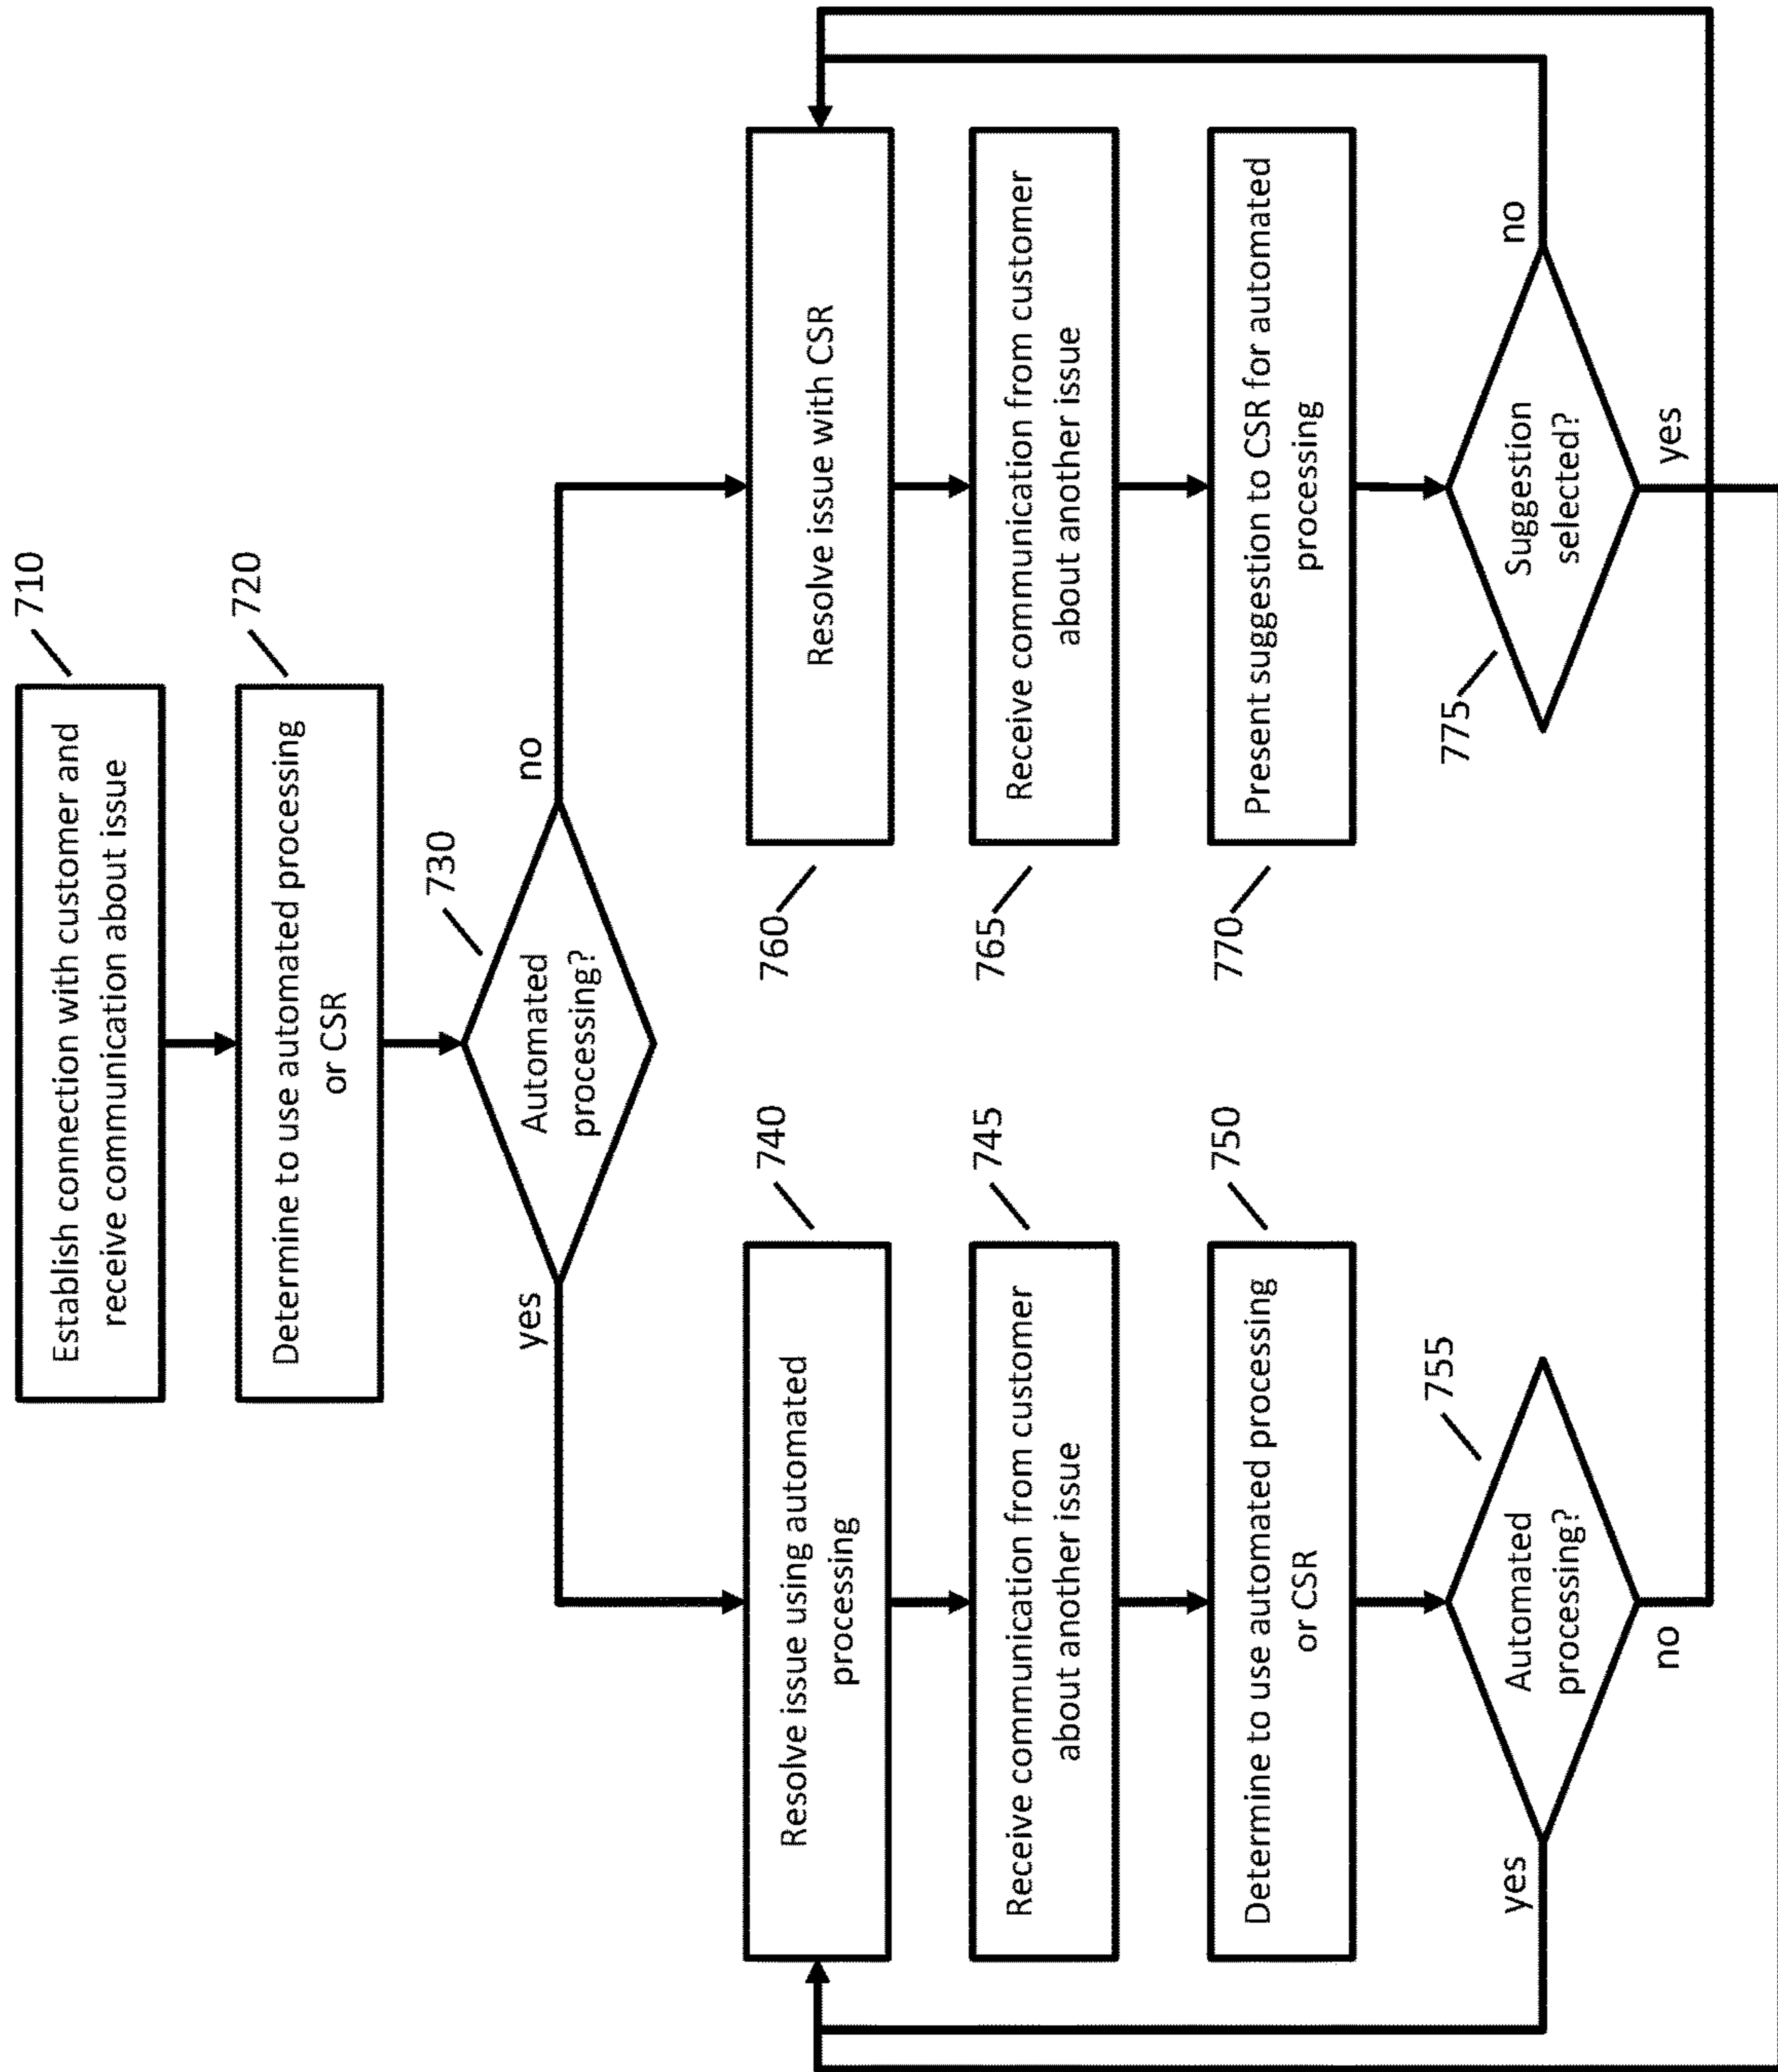 710
Establish connection with customer and
receive communication about issue
720
Determine to use automated processing
or CSR
730
Automated
processing?
yes
no
740
Resolve issue using automated
processing
745
Receive communication from customer
about another issue
750
Determine to use automated processing
or CSR
755
Automated
processing?
yes
no
760
Resolve issue with CSR
765
Receive communication from customer
about another issue
770
Present suggestion to CSR for automated
processing
775
Suggestion
selected?
no
yes